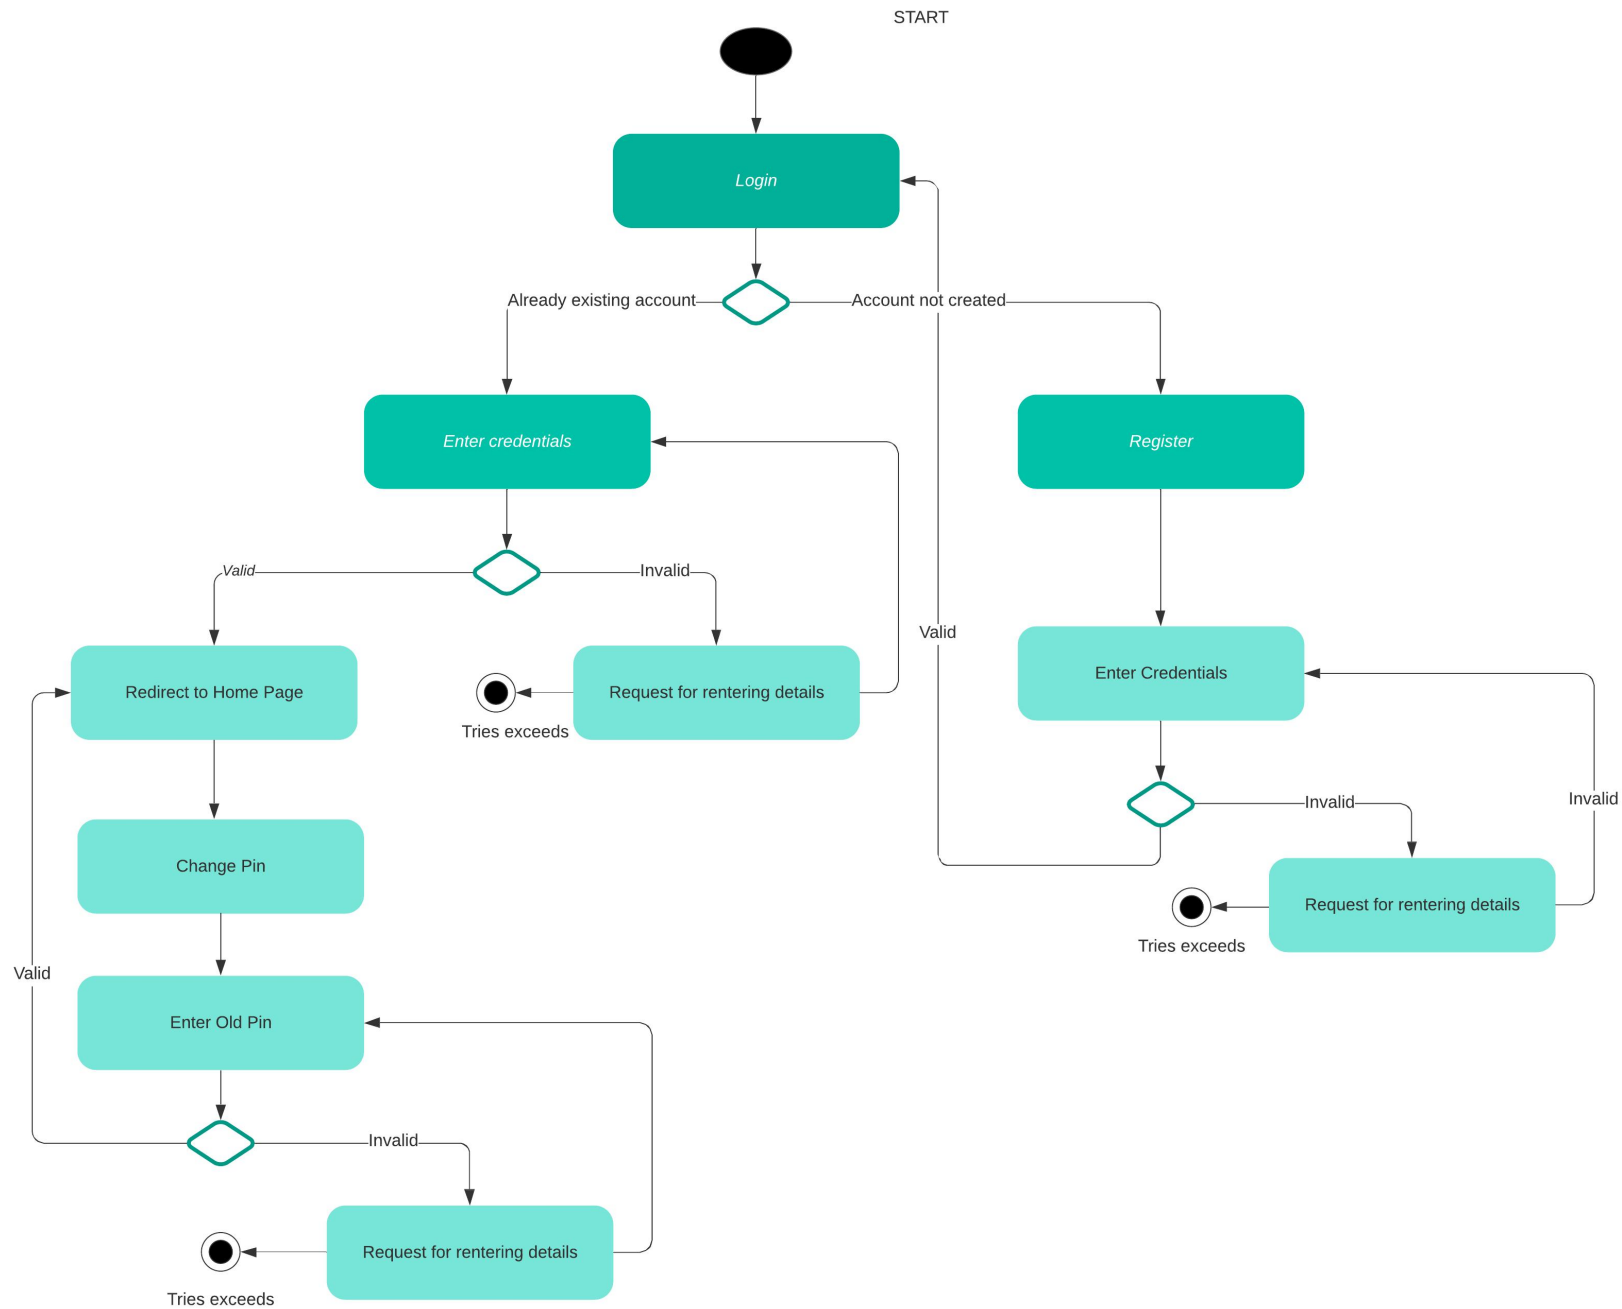 START
Login
Already existing account
Account not created
Enter credentials
Register
Valid
Invalid
Valid
Redirect to Home Page
Request for rentering details
Enter Credentials
Tries exceeds
Invalid
Invalid
Change Pin
Request for rentering details
Tries exceeds
Valid
Enter Old Pin
Invalid
Request for rentering details
Tries exceeds